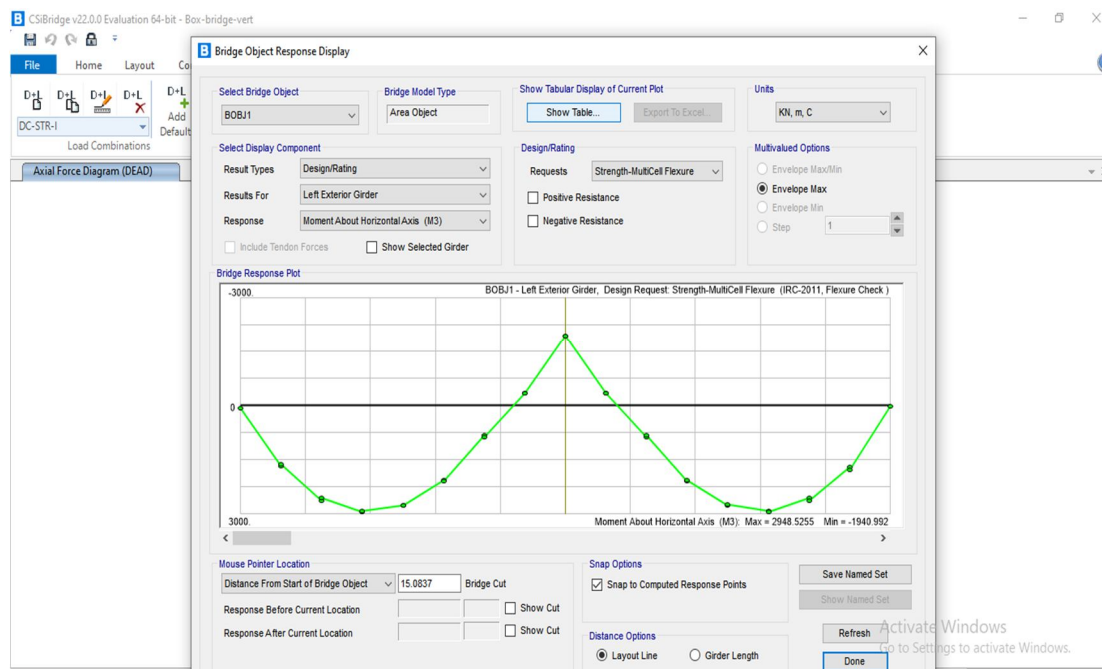 B CSiBridge v22.0.0 Evaluation 64-bit - Box-bridge-vert
File Home Layout Co
D+L D+L D+L D+L D+L
Add
Default
DC-STR-I
Load Combinations
Axial Force Diagram (DEAD)
B Bridge Object Response Display
Select Bridge Object
BOBJ1
Bridge Model Type
Area Object
Show Tabular Display of Current Plot
Show Table...
Export To Excel...
Units
KN, m, C
Select Display Component
Result Types Design/Rating
Results For Left Exterior Girder
Response Moment About Horizontal Axis (M3)
Include Tendon Forces
Show Selected Girder
Design/Rating
Requests Strength-MultiCell Flexure
Positive Resistance
Negative Resistance
Multivalued Options
Envelope Max/Min
Envelope Max
Envelope Min
Step 1
Bridge Response Plot
-3000.
BOBJ1 - Left Exterior Girder, Design Request: Strength-MultiCell Flexure (IRC-2011, Flexure Check )
0
3000.
Moment About Horizontal Axis (M3): Max = 2948.5255 Min = -1940.992
Mouse Pointer Location
Distance From Start of Bridge Object 15.0837 Bridge Cut
Response Before Current Location Show Cut
Response After Current Location Show Cut
Snap Options
Snap to Computed Response Points
Distance Options
Layout Line Girder Length
Save Named Set
Show Named Set
Refresh
Done
Activate Windows
Go to Settings to activate Windows.